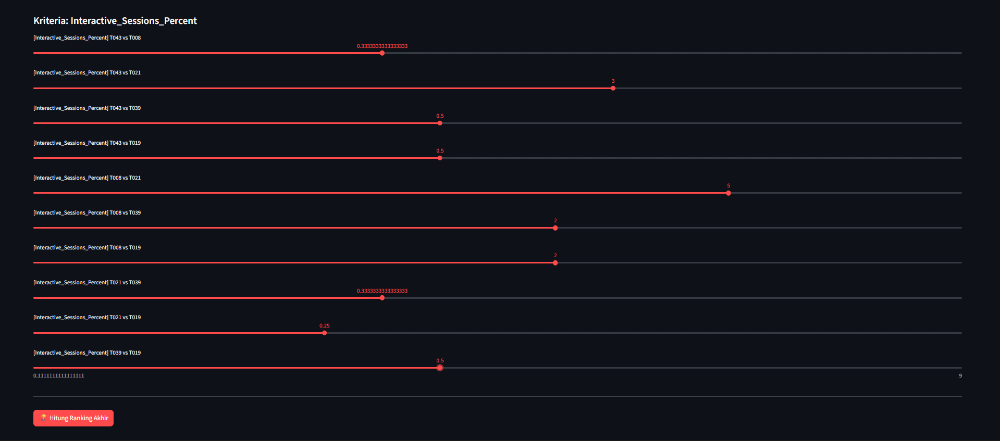 Kriteria: Interactive_Sessions_Percent
[Interactive_Sessions_Percent] T043 vs T008
0.3333333333333333
[Interactive_Sessions_Percent] T043 vs T021
3
[Interactive_Sessions_Percent] T043 vs T039
0.5
[Interactive_Sessions_Percent] T043 vs T019
0.5
[Interactive_Sessions_Percent] T008 vs T021
5
[Interactive_Sessions_Percent] T008 vs T039
2
[Interactive_Sessions_Percent] T008 vs T019
2
[Interactive_Sessions_Percent] T021 vs T039
0.3333333333333333
[Interactive_Sessions_Percent] T021 vs T019
0.25
[Interactive_Sessions_Percent] T039 vs T019
0.5
0.1111111111111111 9
🏆 Hitung Ranking Akhir